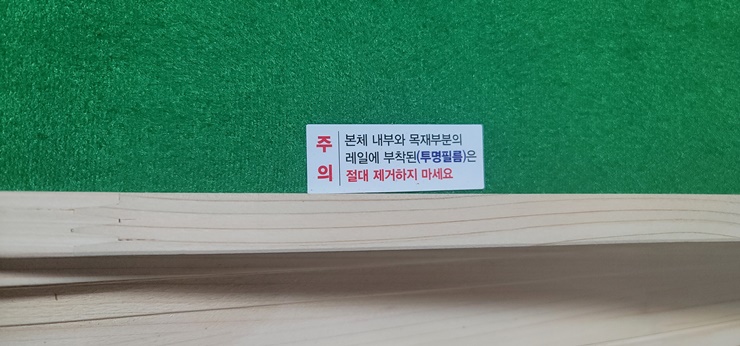 주의
본체 내부와 목재부분의
레일에 부착된(투명필름)은
절대 제거하지 마세요